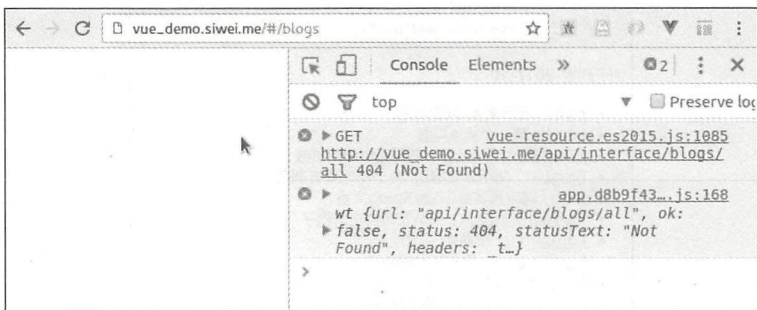 vue_demo.siwei.me/#/blogs
Console Elements » 2
top Preserve log
GET vue-resource.es2015.js:1085
http://vue_demo.siwei.me/api/interface/blogs/
all 404 (Not Found)
app.d8b9f43….js:168
wt {url: "api/interface/blogs/all", ok:
false, status: 404, statusText: "Not
Found", headers: _t…}